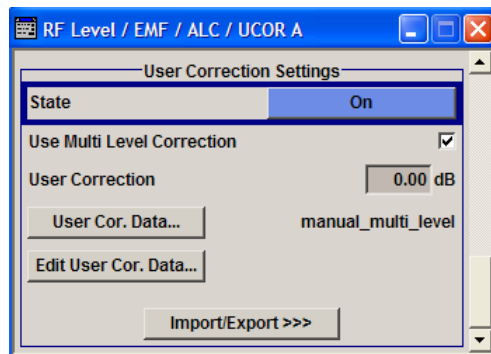 RF Level / EMF / ALC / UCOR A
User Correction Settings
State On
Use Multi Level Correction
User Correction 0.00 dB
User Cor. Data... manual_multi_level
Edit User Cor. Data...
Import/Export >>>